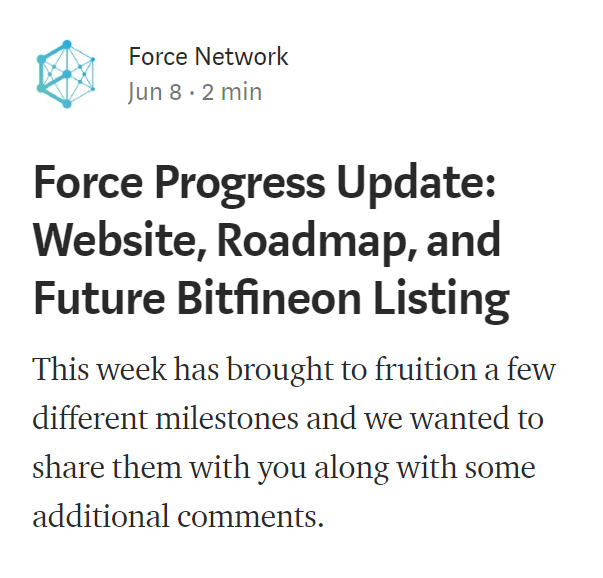 Force Network
Jun 8 · 2 min
Force Progress Update:
Website, Roadmap, and
Future Bitfineon Listing
This week has brought to fruition a few
different milestones and we wanted to
share them with you along with some
additional comments.